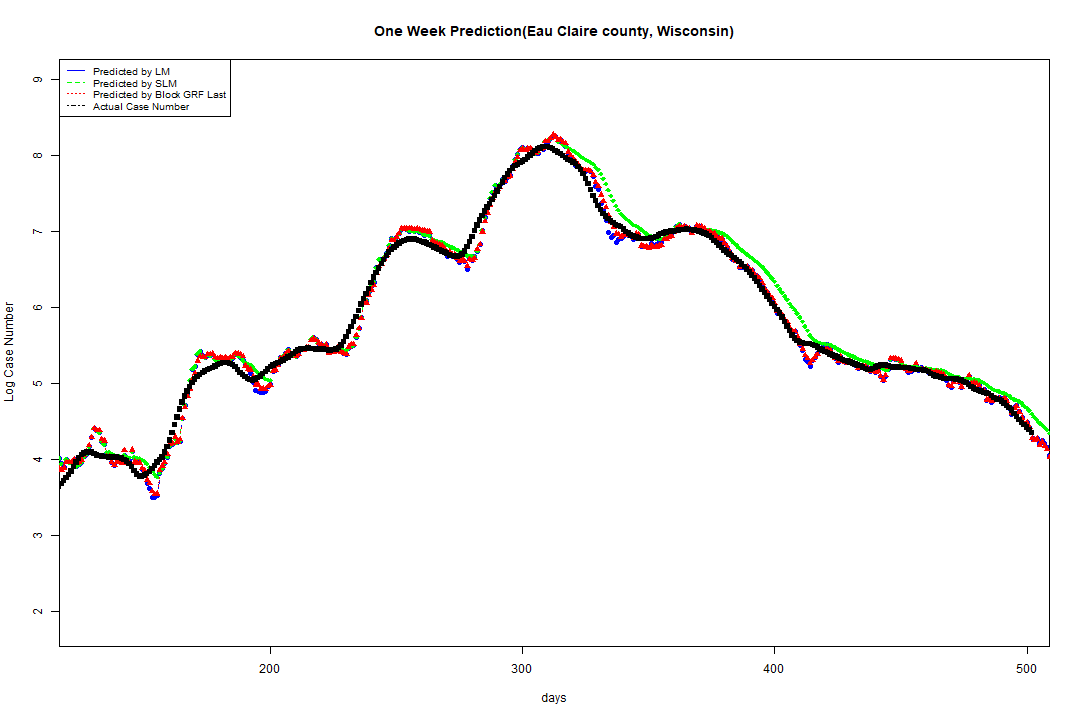 One Week Prediction(Eau Claire county, Wisconsin)
Predicted by LM
Predicted by SLM
Predicted by Block GRF Last
Actual Case Number
9
8
7
6
5
4
3
2
Log Case Number
200 300 400 500
days